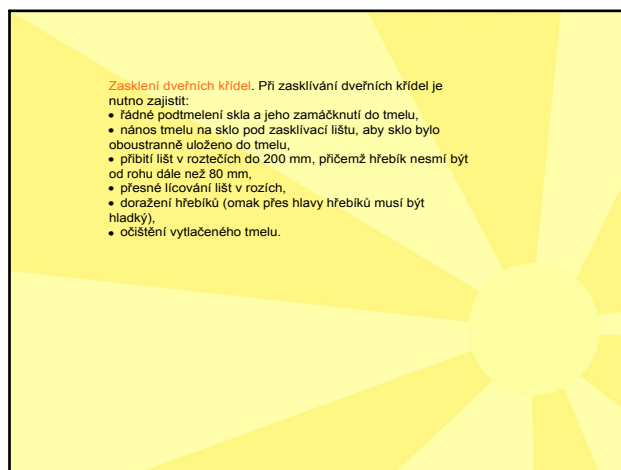 Zasklení dveřních křídel. Při zasklívání dveřních křídel je
nutno zajistit:
• řádné podtmelení skla a jeho zamáčknutí do tmelu,
• nános tmelu na sklo pod zasklívací lištu, aby sklo bylo
oboustranně uloženo do tmelu,
• přibití lišt v roztečích do 200 mm, přičemž hřebík nesmí být
od rohu dále než 80 mm,
• přesné lícování lišt v rozích,
• doražení hřebíků (omak přes hlavy hřebíků musí být
hladký),
• očištění vytlačeného tmelu.